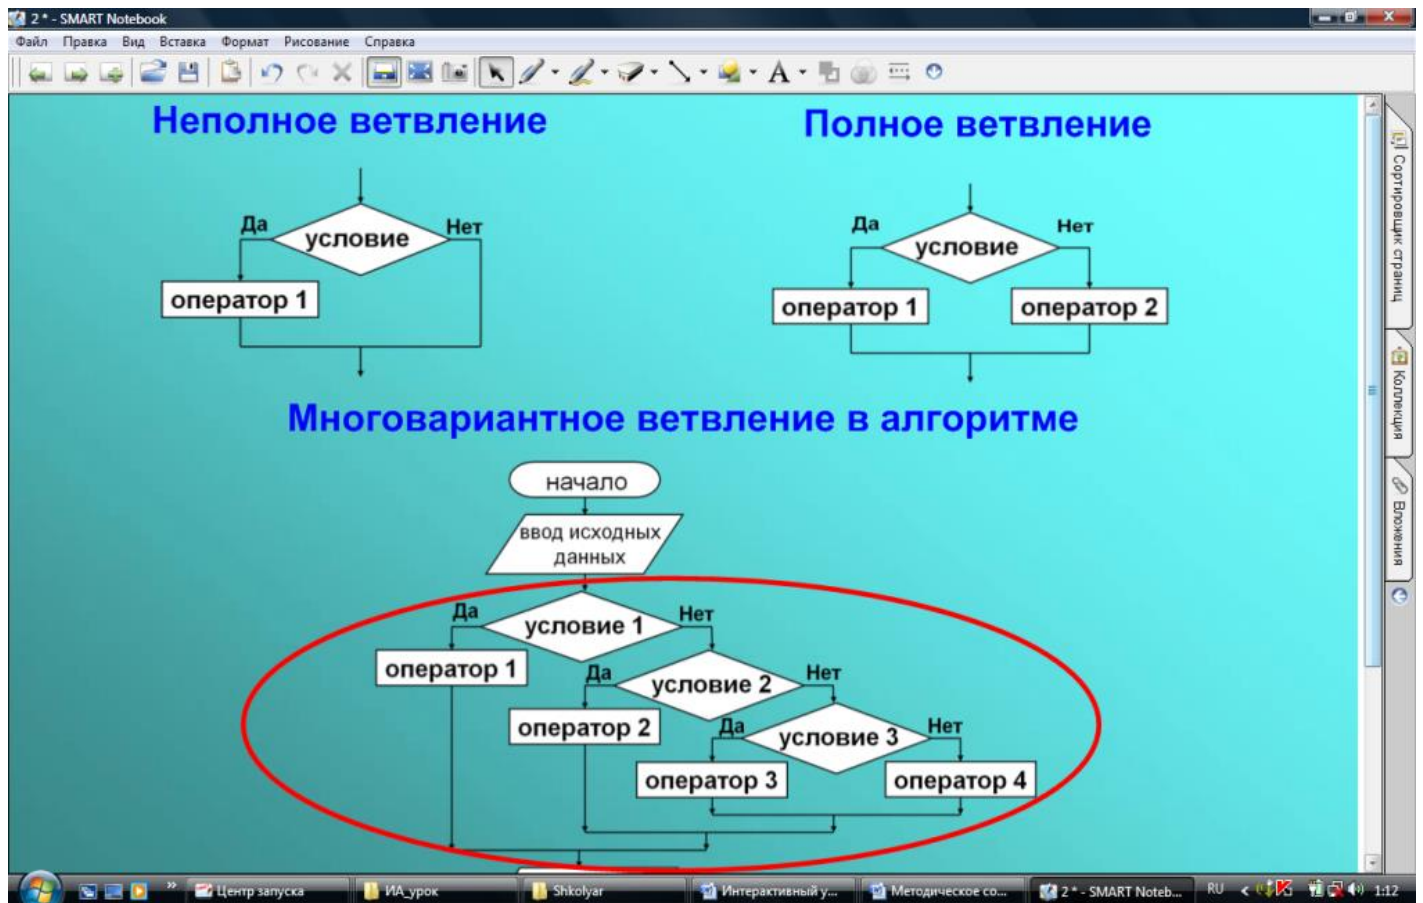 2 * - SMART Notebook
Файл Правка Вид Вставка Формат Рисование Справка
Неполное ветвление
Полное ветвление
Да
Нет
условие
оператор 1
Да
Нет
условие
оператор 1
оператор 2
Многовариантное ветвление в алгоритме
начало
ввод исходных
данных
Да
Нет
условие 1
оператор 1
Да
Нет
условие 2
оператор 2
Да
Нет
условие 3
оператор 3
оператор 4
Сортировщик страниц
Коллекция
Вложения
Центр запуска
ИА_урок
Shkolyar
Интерактивный у...
Методическое со...
2 * - SMART Noteb...
RU
1:12